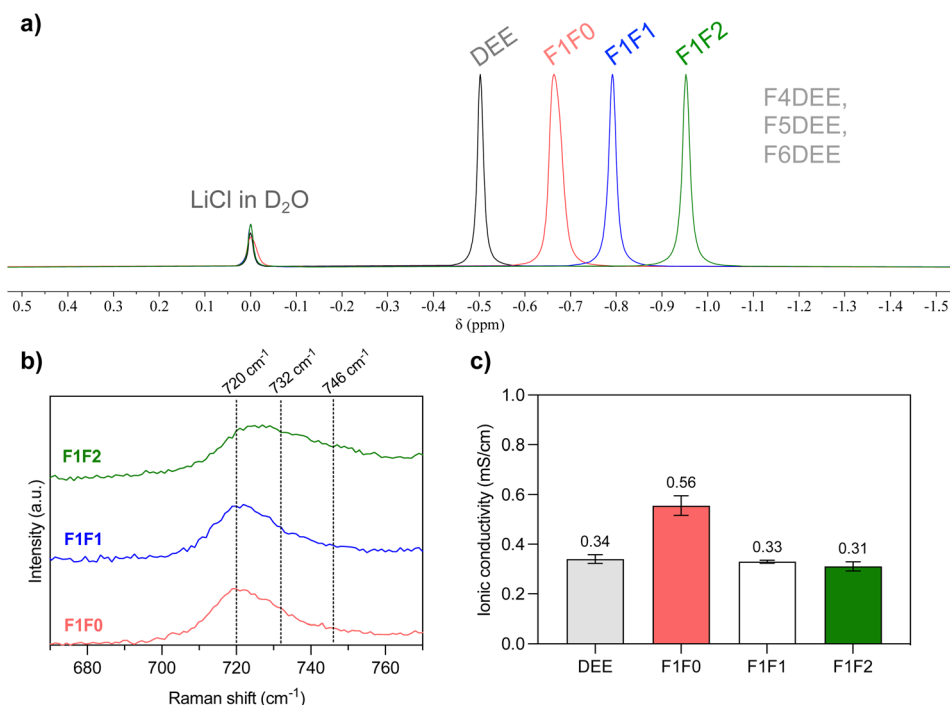 a)
DEE
F1F0
F1F1
F1F2
F4DEE,
F5DEE,
F6DEE
LiCl in D₂O
0.5 0.4 0.3 0.2 0.1 0.0 -0.1 -0.2 -0.3 -0.4 -0.5 -0.6 -0.7 -0.8 -0.9 -1.0 -1.1 -1.2 -1.3 -1.4 -1.5
δ (ppm)
b)
720 cm⁻¹
732 cm⁻¹
746 cm⁻¹
F1F2
F1F1
F1F0
Intensity (a.u.)
680 700 720 740 760
Raman shift (cm⁻¹)
c)
Ionic conductivity (mS/cm)
1.0
0.8
0.6
0.4
0.2
0.0
0.34
0.56
0.33
0.31
DEE F1F0 F1F1 F1F2